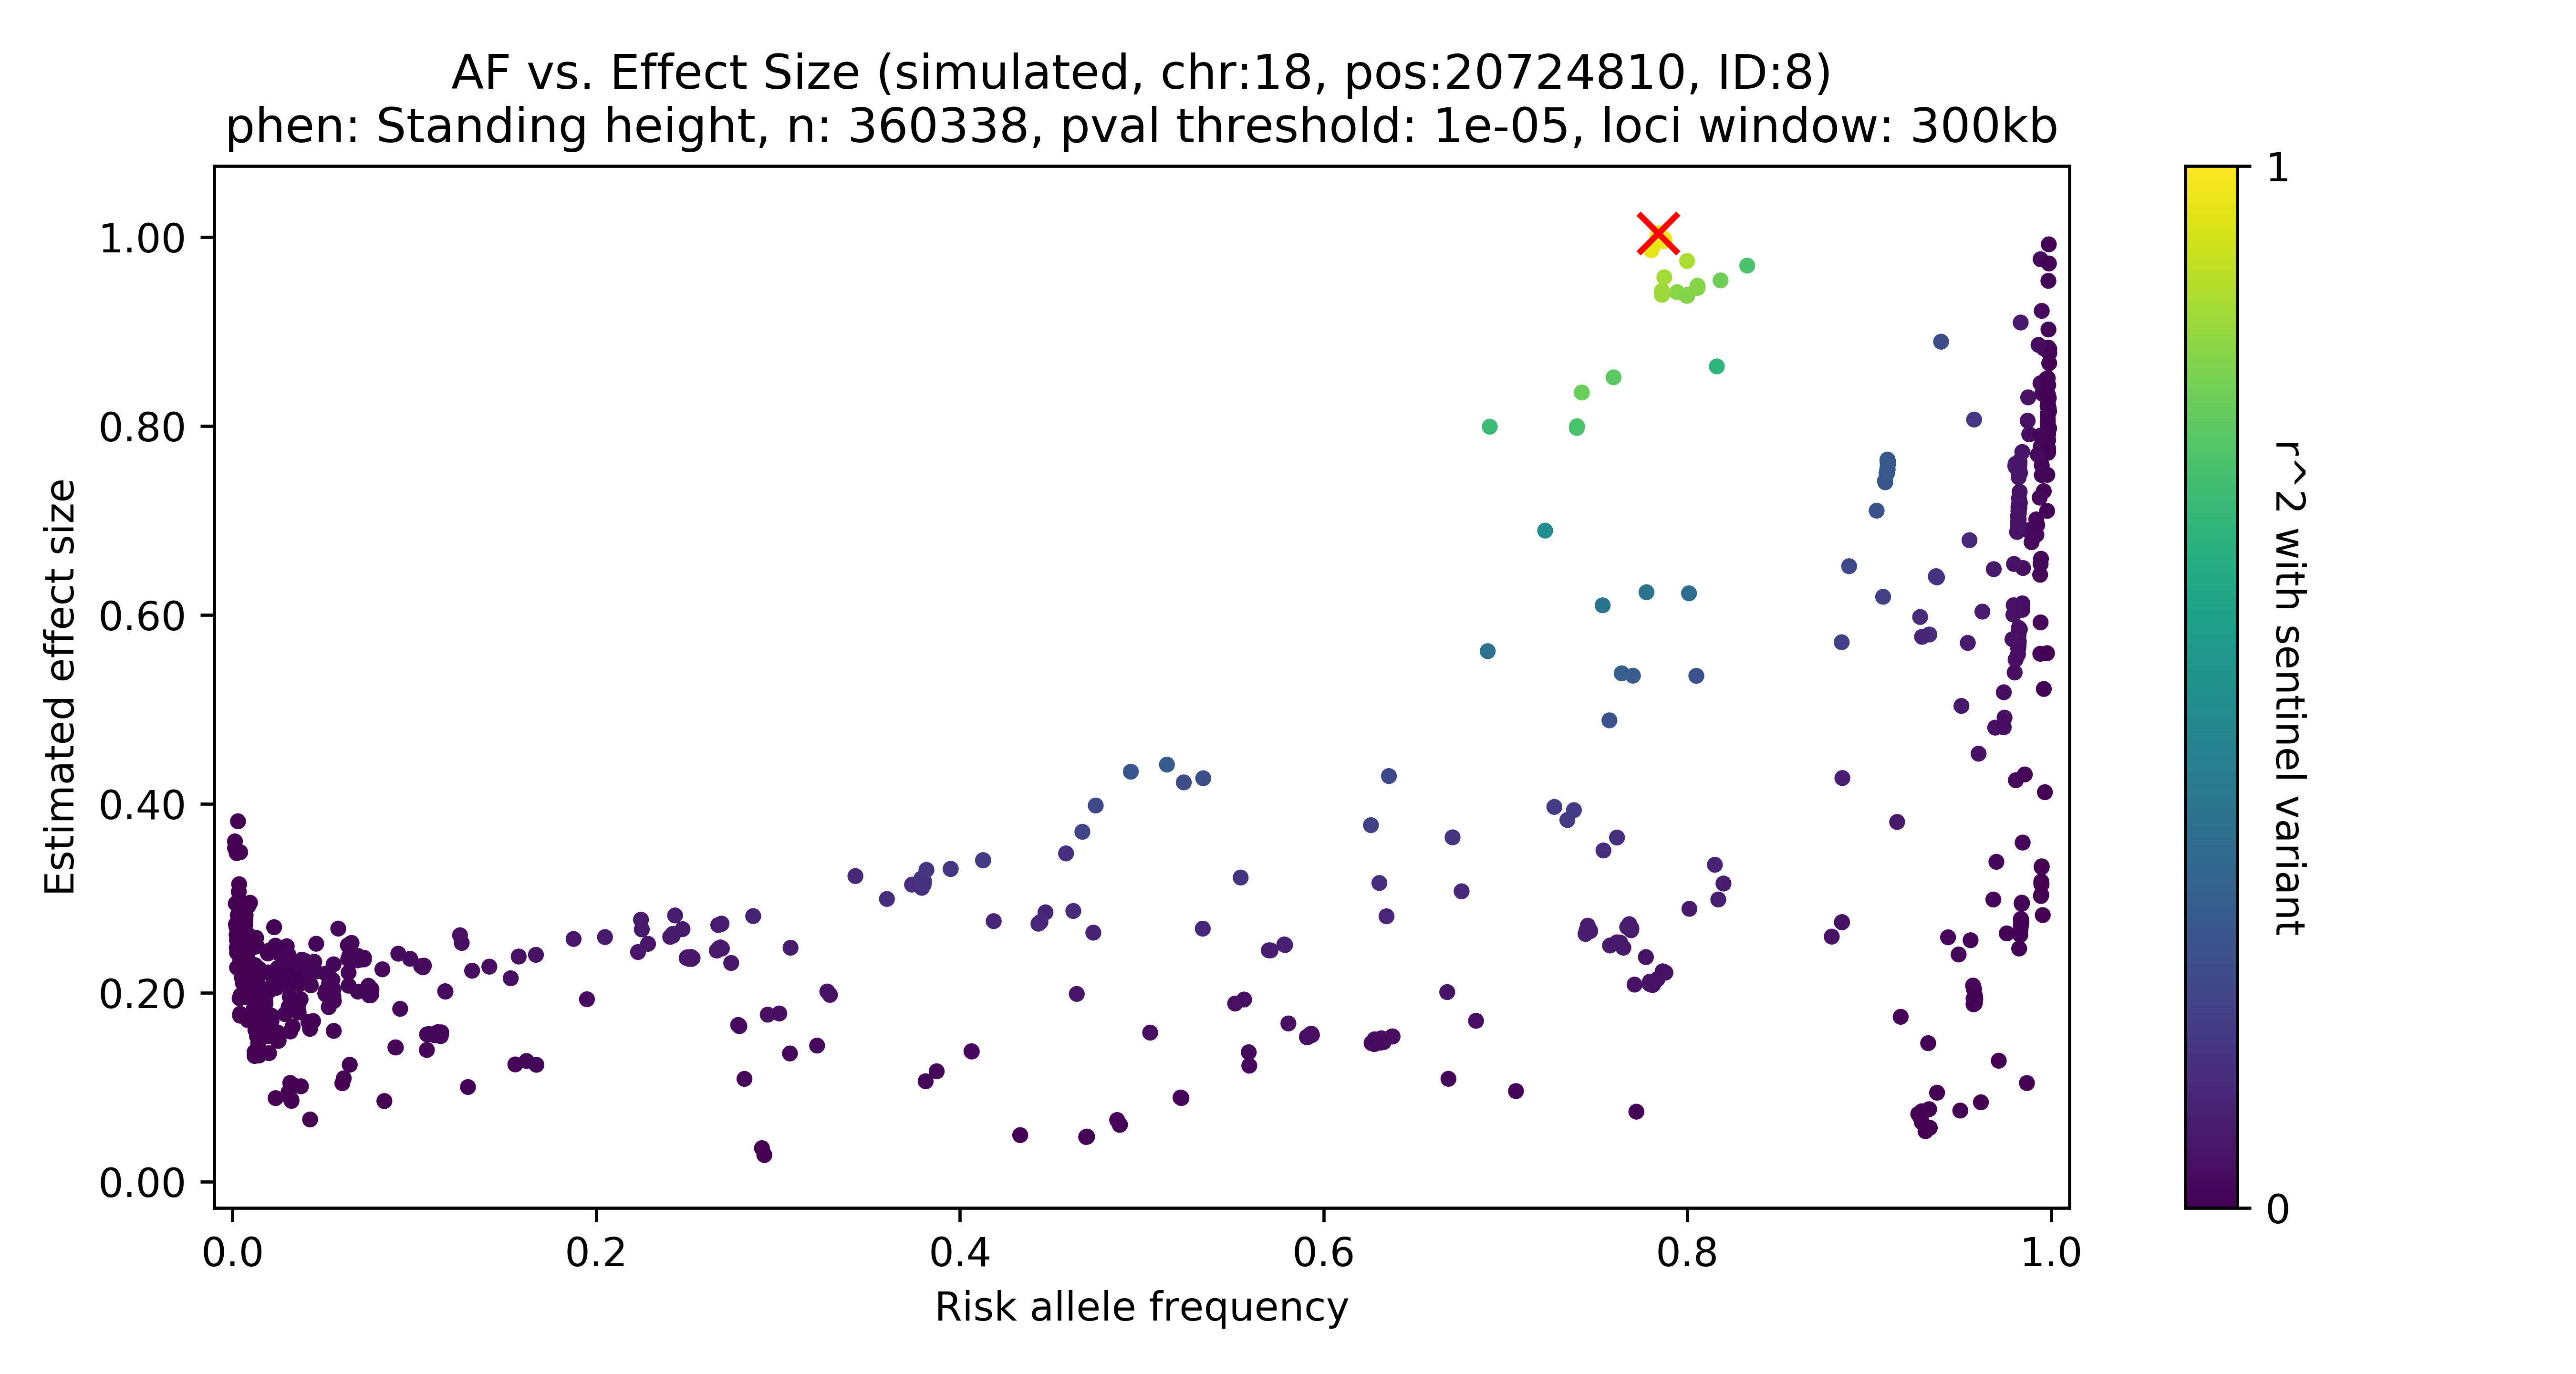 AF vs. Effect Size (simulated, chr:18, pos:20724810, ID:8)
phen: Standing height, n: 360338, pval threshold: 1e-05, loci window: 300kb
Estimated effect size
1.00
0.80
0.60
0.40
0.20
0.00
0.0 0.2 0.4 0.6 0.8 1.0
Risk allele frequency
1
r^2 with sentinel variant
0